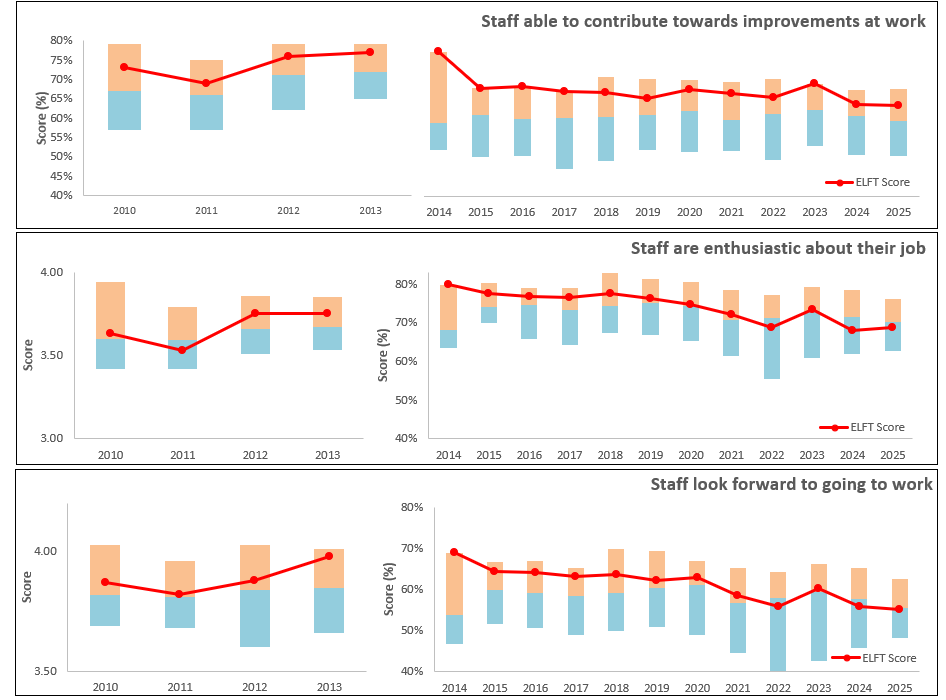 Staff able to contribute towards improvements at work
80%
75%
70%
65%
60%
55%
50%
45%
40%
Score (%)
2010 2011 2012 2013
ELFT Score
2014 2015 2016 2017 2018 2019 2020 2021 2022 2023 2024 2025
Staff are enthusiastic about their job
4.00
3.50
3.00
Score
2010 2011 2012 2013
80%
70%
60%
50%
40%
Score (%)
ELFT Score
2014 2015 2016 2017 2018 2019 2020 2021 2022 2023 2024 2025
Staff look forward to going to work
4.00
3.50
Score
2010 2011 2012 2013
80%
70%
60%
50%
40%
Score (%)
ELFT Score
2014 2015 2016 2017 2018 2019 2020 2021 2022 2023 2024 2025